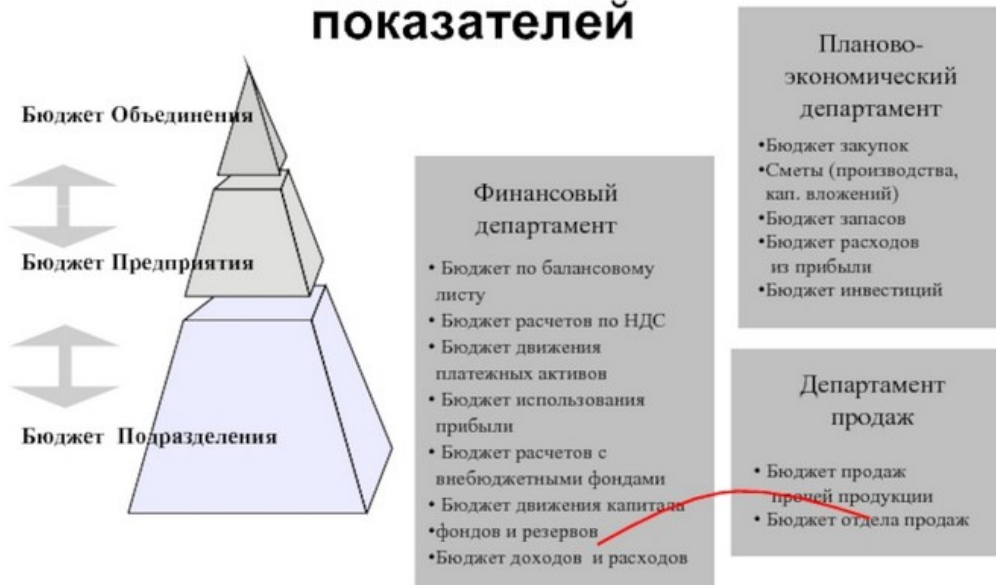 показателей
Бюджет Объединения
Бюджет Предприятия
Бюджет Подразделения
Финансовый
департамент
• Бюджет по балансовому
листу
• Бюджет расчетов по НДС
• Бюджет движения
платежных активов
• Бюджет использования
прибыли
• Бюджет расчетов с
внебюджетными фондами
• Бюджет движения капитала
•фондов и резервов
•Бюджет доходов и расходов
Планово-
экономический
департамент
•Бюджет закупок
•Сметы (производства,
кап. вложений)
•Бюджет запасов
•Бюджет расходов
из прибыли
•Бюджет инвестиций
Департамент
продаж
• Бюджет продаж
прочей продукции
• Бюджет отдела продаж